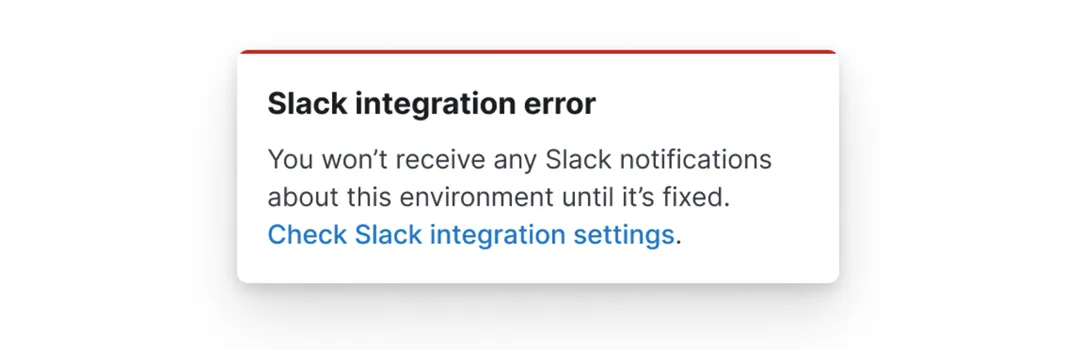 Slack integration error
You won’t receive any Slack notifications
about this environment until it’s fixed.
Check Slack integration settings.